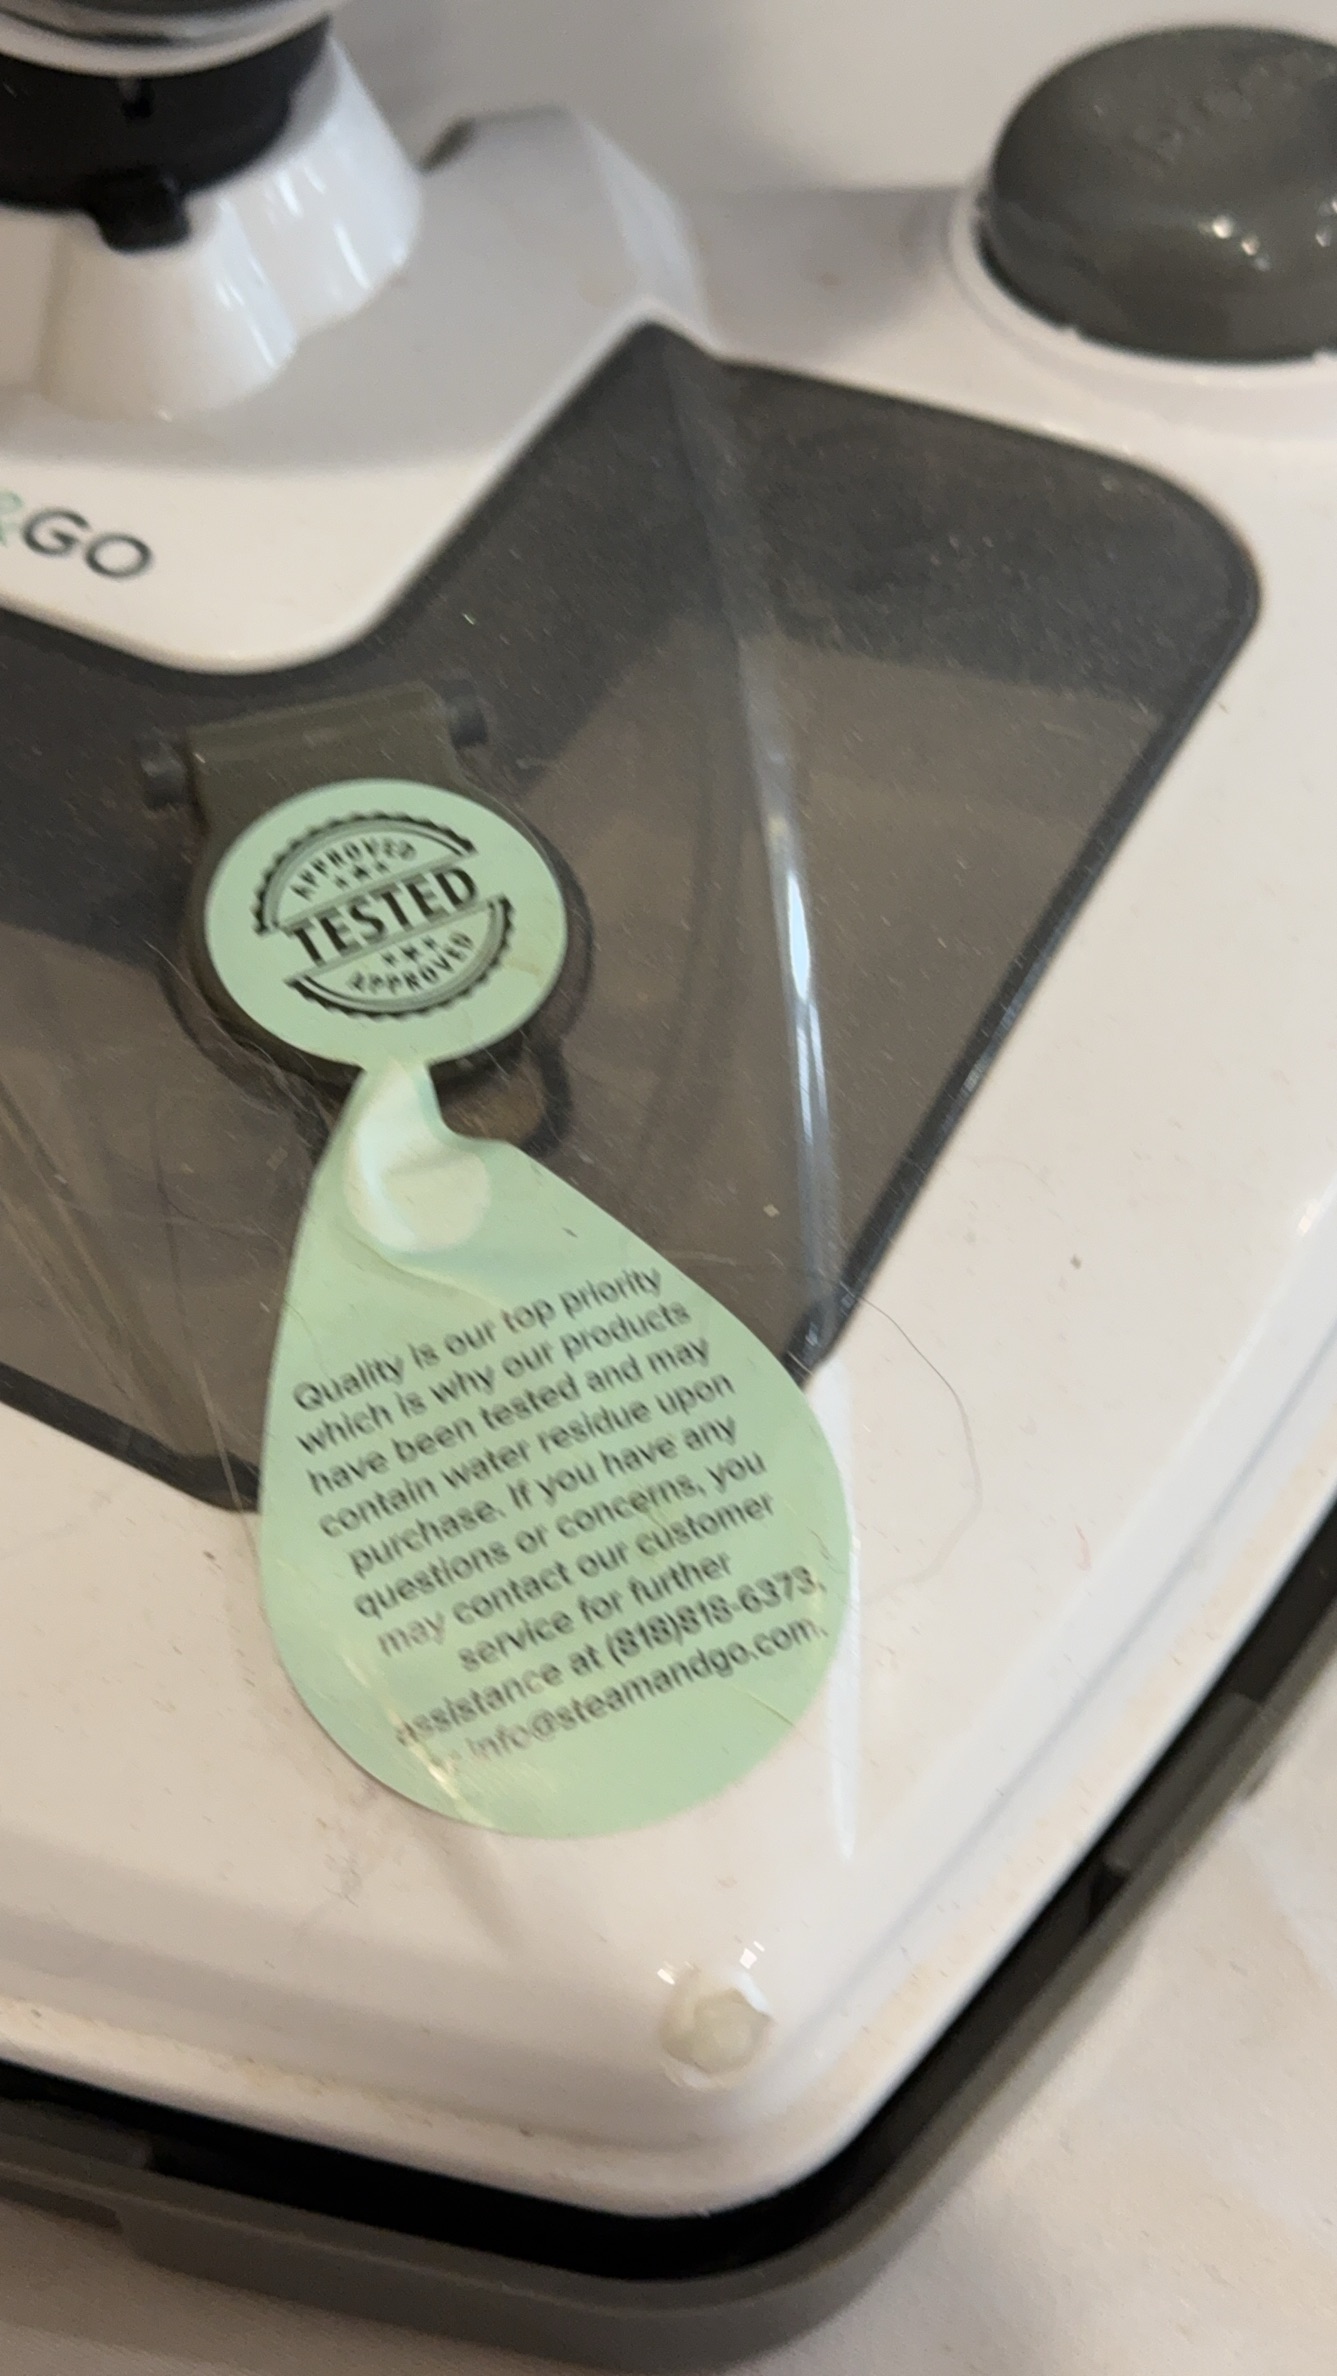 &GO
APPROVED
TESTED
APPROVED
Quality is our top priority
which is why our products
have been tested and may
contain water residue upon
purchase. If you have any
questions or concerns, you
may contact our customer
service for further
assistance at (818)818-6373,
info@steamandgo.com,